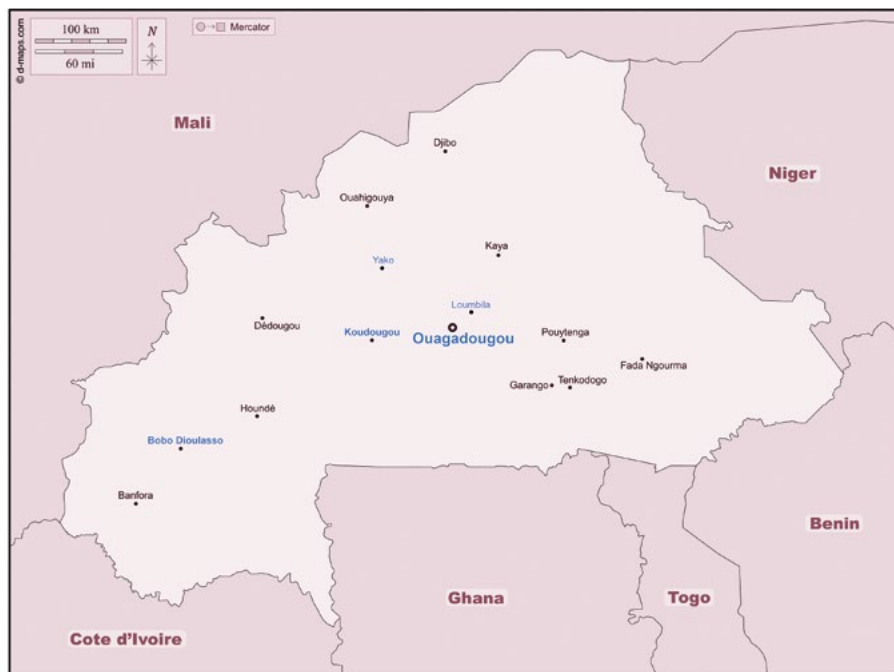 100 km
60 mi
N
Mercator
© d-maps.com
Mali
Djibo
Niger
Ouahigouya
Kaya
Yako
Loumbila
Dédougou
Koudougou
Ouagadougou
Pouytenga
Fada Ngourma
Garango
Tenkodogo
Houndé
Bobo Dioulasso
Banfora
Benin
Ghana
Togo
Cote d'Ivoire